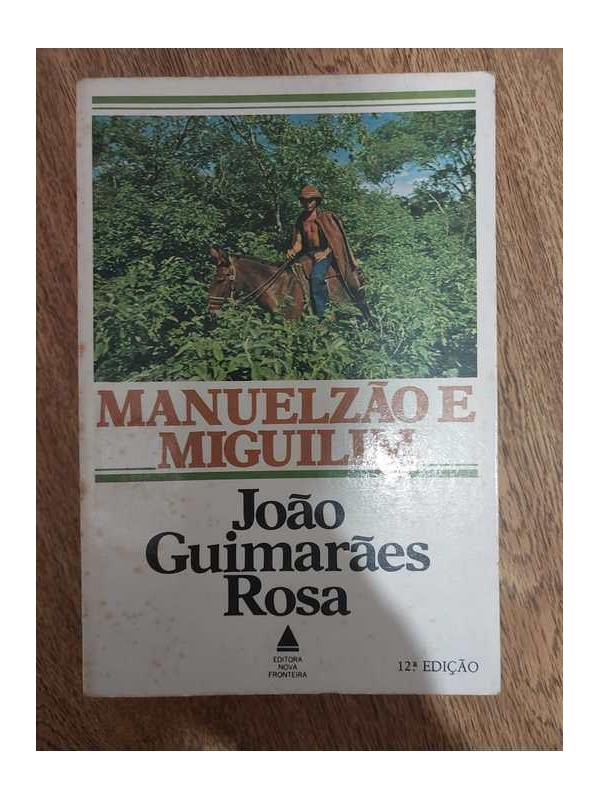 MANUELZÃO E
MIGUILIM
João
Guimarães
Rosa
EDITORA
NOVA
FRONTEIRA
12ª EDIÇÃO